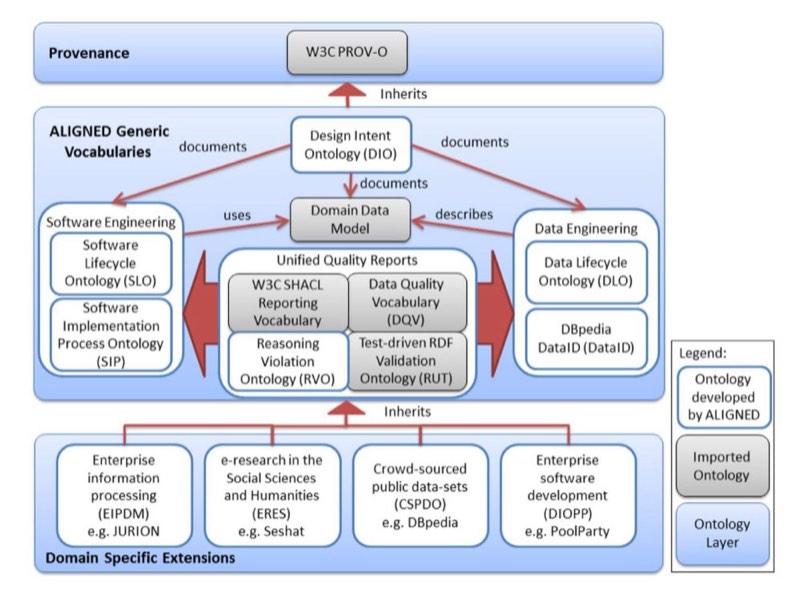 Provenance
W3C PROV-O
Inherits
ALIGNED Generic
Vocabularies
documents
Design Intent
Ontology (DIO)
documents
documents
Software Engineering
uses
Domain Data
Model
describes
Data Engineering
Software
Lifecycle
Ontology (SLO)
Software
Implementation
Process Ontology
(SIP)
Unified Quality Reports
W3C SHACL
Reporting
Vocabulary
Data Quality
Vocabulary
(DQV)
Reasoning
Violation
Ontology (RVO)
Test-driven RDF
Validation
Ontology (RUT)
Data Lifecycle
Ontology (DLO)
DBpedia
DataID (DataID)
Inherits
Enterprise
information
processing
(EIPDM)
e.g. JURION
e-research in the
Social Sciences
and Humanities
(ERES)
e.g. Seshat
Crowd-sourced
public data-sets
(CSPDO)
e.g. DBpedia
Enterprise
software
development
(DIOPP)
e.g. PoolParty
Domain Specific Extensions
Legend:
Ontology
developed
by ALIGNED
Imported
Ontology
Ontology
Layer